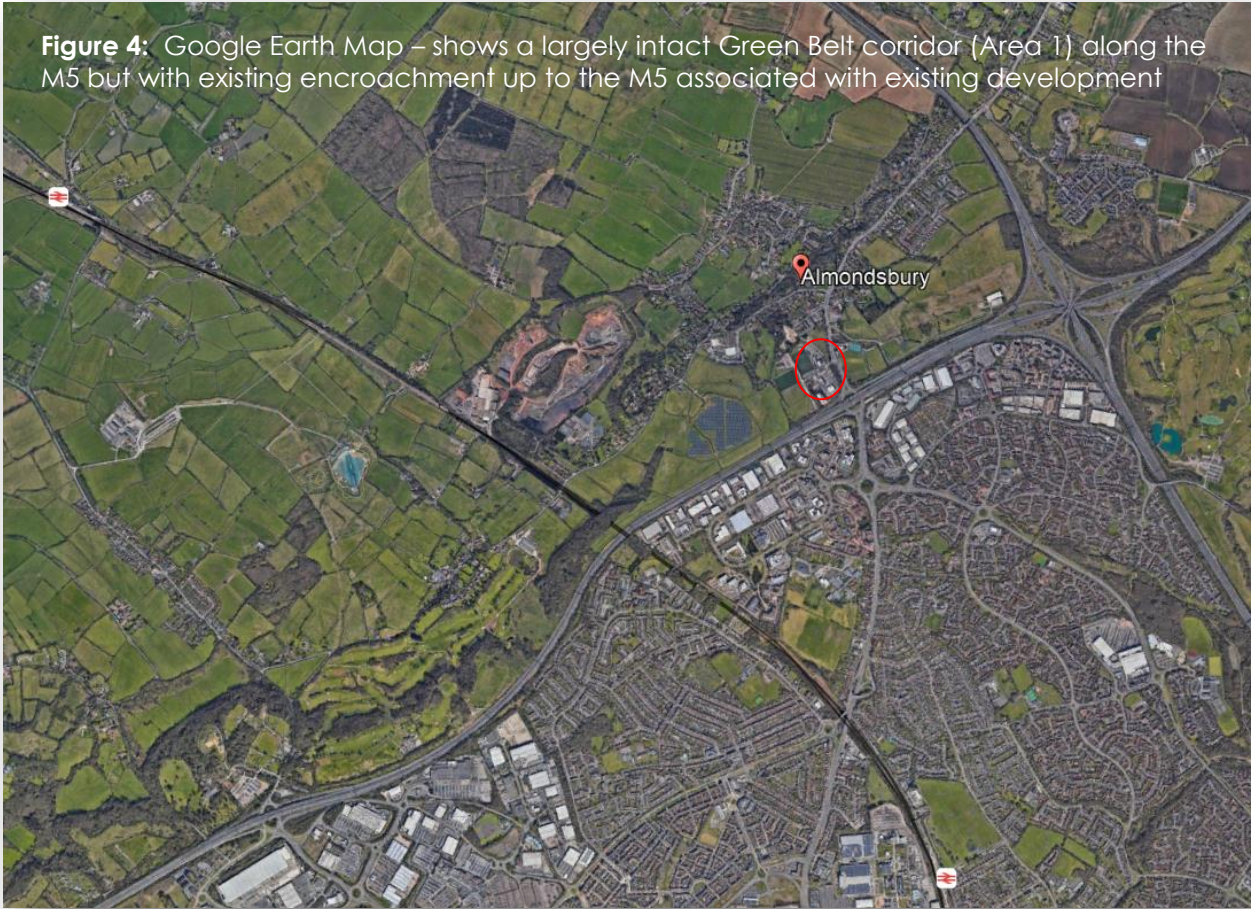 Figure 4: Google Earth Map – shows a largely intact Green Belt corridor (Area 1) along the
M5 but with existing encroachment up to the M5 associated with existing development
Almondsbury